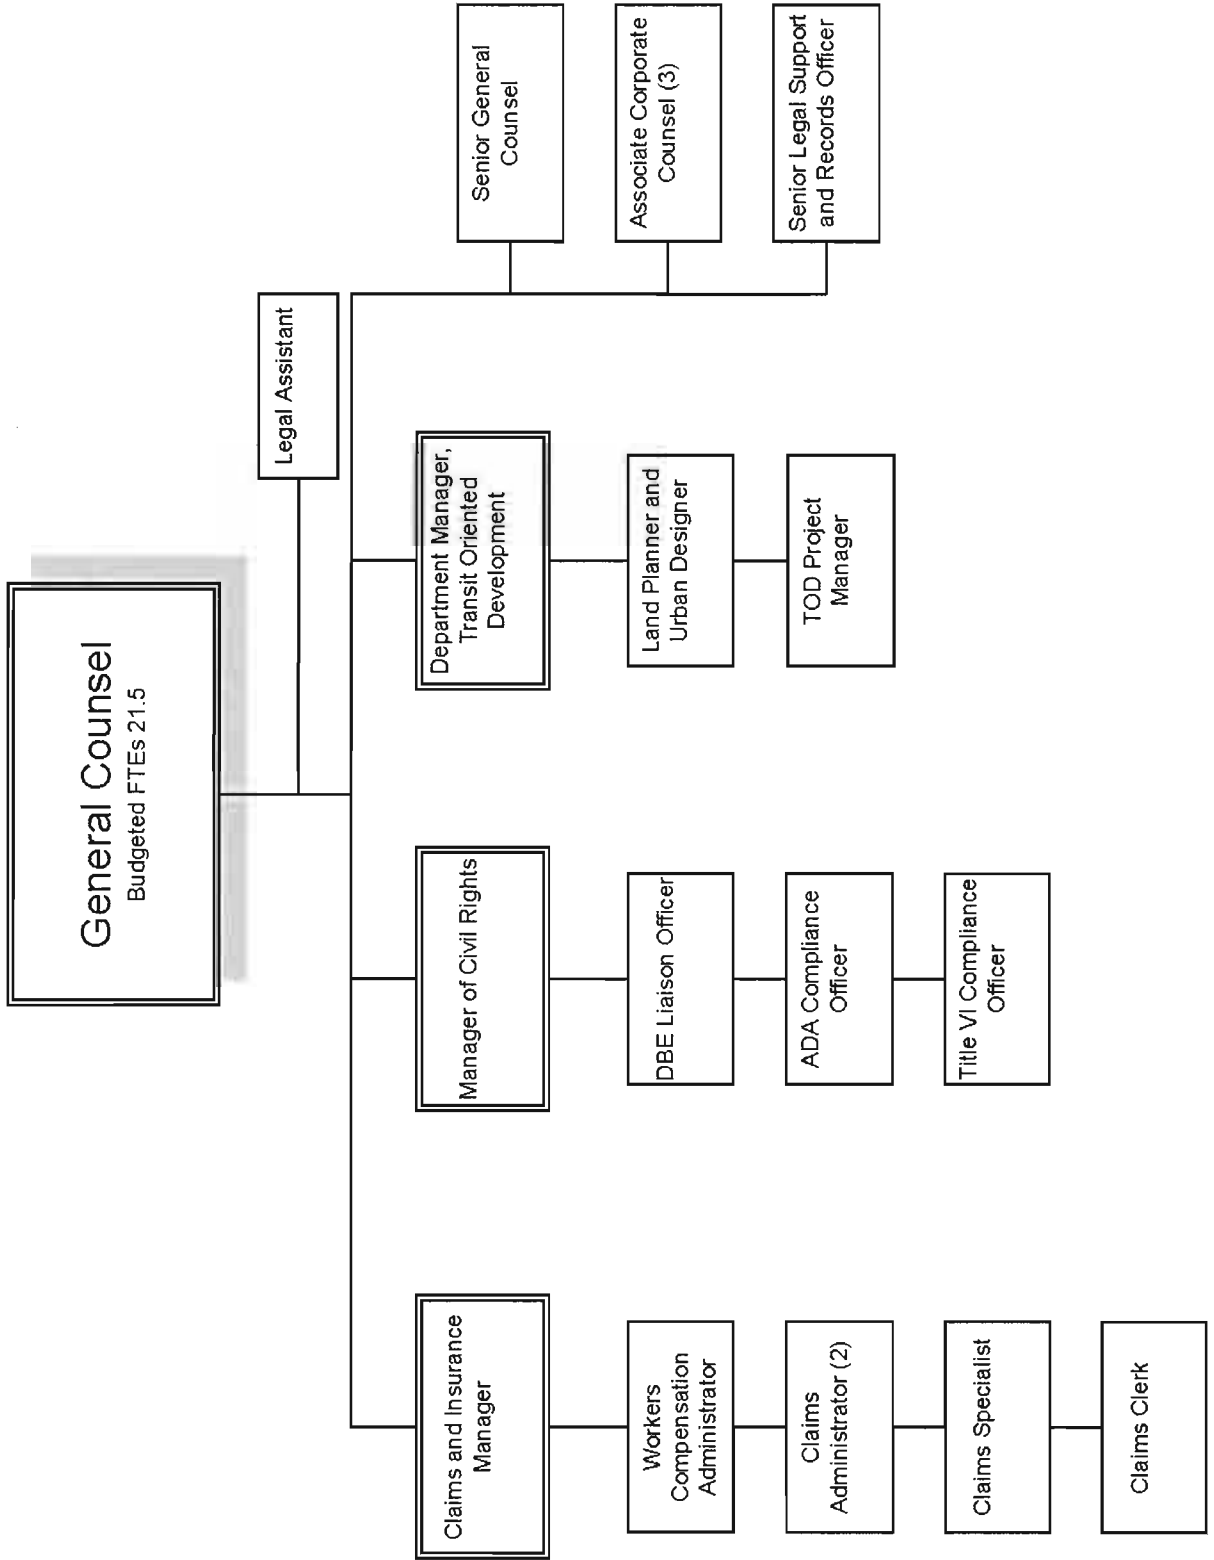 General Counsel
Budgeted FTEs 21.5
Legal Assistant
Claims and Insurance
Manager
Workers
Compensation
Administrator
Claims
Administrator (2)
Claims Specialist
Claims Clerk
Manager of Civil Rights
DBE Liaison Officer
ADA Compliance
Officer
Title VI Compliance
Officer
Department Manager,
Transit Oriented
Development
Land Planner and
Urban Designer
TOD Project
Manager
Senior General
Counsel
Associate Corporate
Counsel (3)
Senior Legal Support
and Records Officer